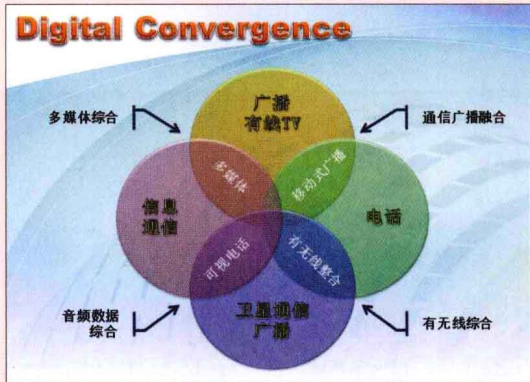 Digital Convergence
广播
有线TV
多媒体综合
通信广播融合
多媒体
移动式广播
信息
通信
电话
可视电话
有无线整合
卫星通信
广播
音频数据
综合
有无线综合